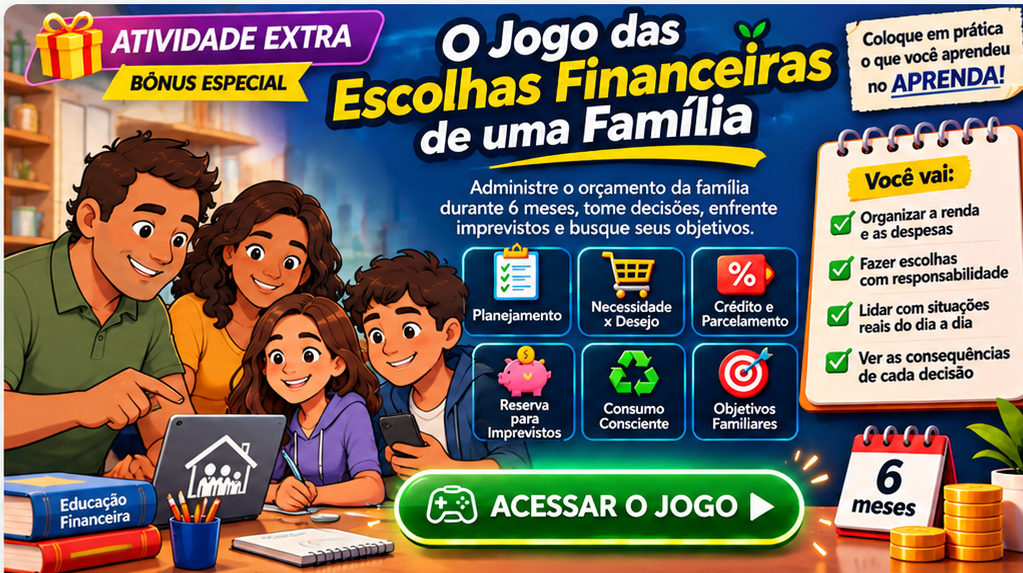 ATIVIDADE EXTRA
BÔNUS ESPECIAL
O Jogo das
Escolhas Financeiras
de uma Família
Administre o orçamento da família
durante 6 meses, tome decisões, enfrente
imprevistos e busque seus objetivos.
Coloque em prática
o que você aprendeu
no APRENDA!
Você vai:
Organizar a renda
e as despesas
Fazer escolhas
com responsabilidade
Lidar com situações
reais do dia a dia
Ver as consequências
de cada decisão
Planejamento
Necessidade
x Desejo
%
Crédito e
Parcelamento
$
Reserva
para
Imprevistos
Consumo
Consciente
Objetivos
Familiares
Educação
Financeira
ACESSAR O JOGO
6
meses